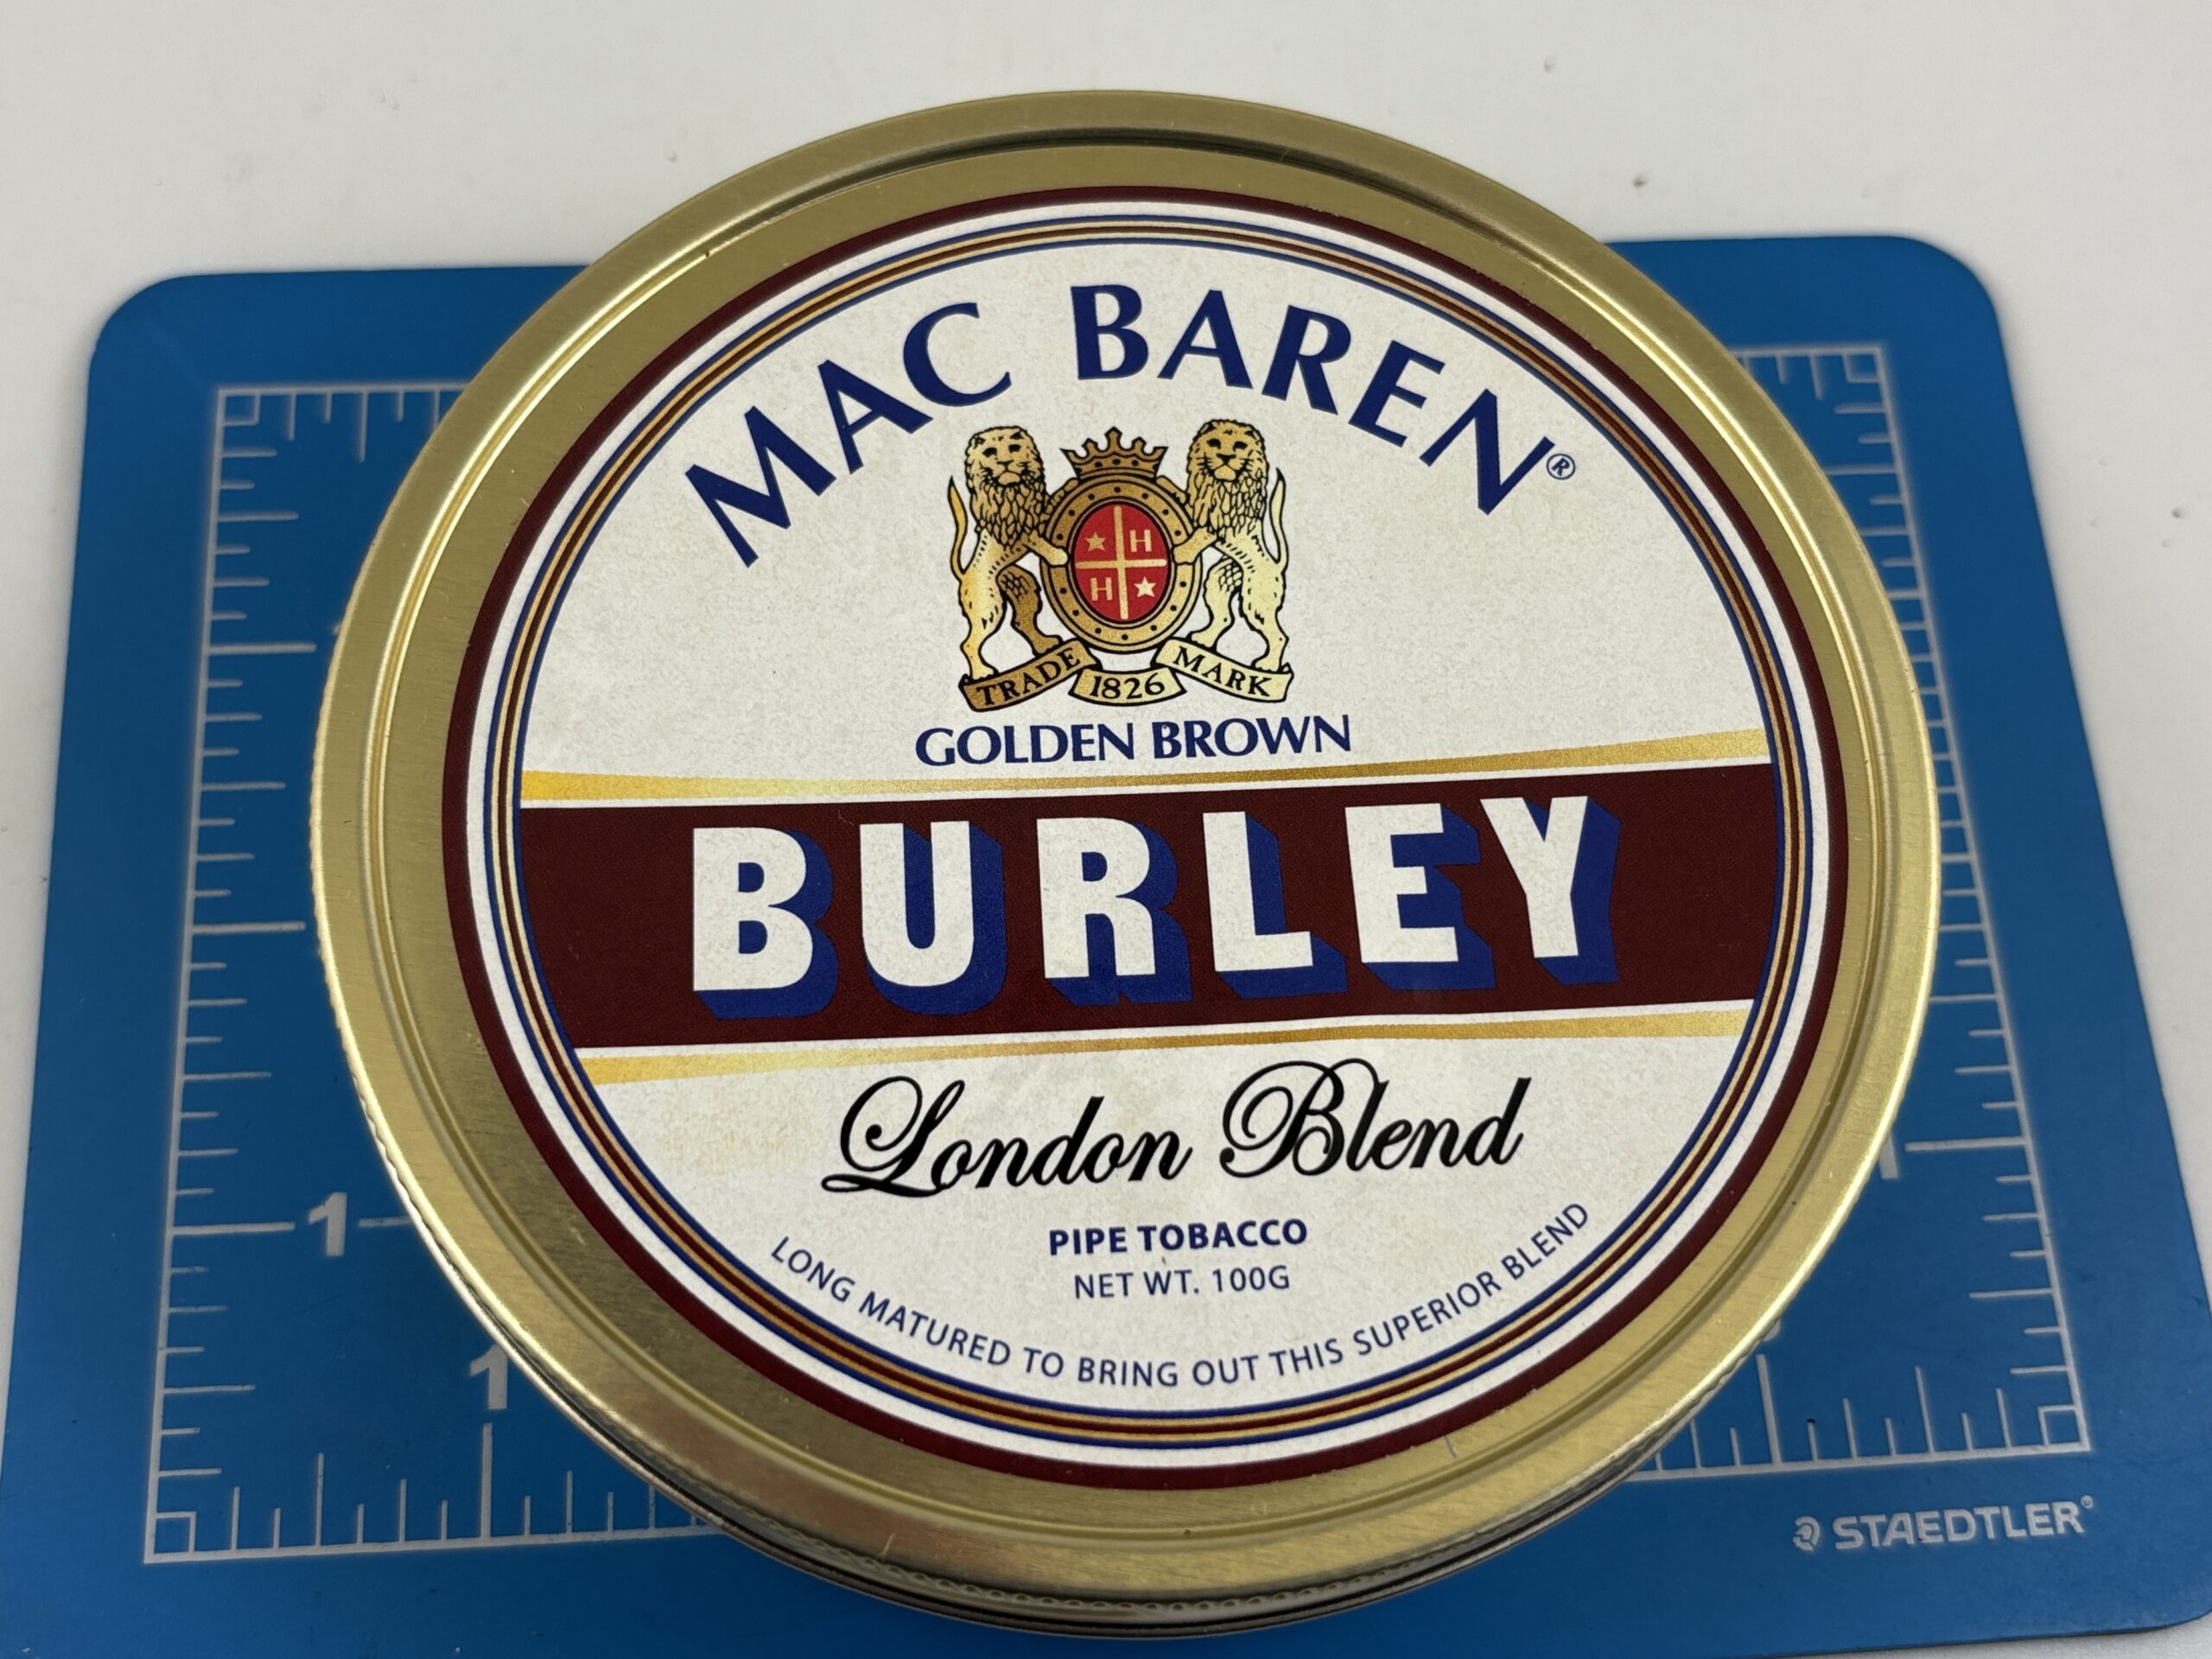 MAC BAREN®
H
H
TRADE 1826 MARK
GOLDEN BROWN
BURLEY
London Blend
PIPE TOBACCO
NET WT. 100G
LONG MATURED TO BRING OUT THIS SUPERIOR BLEND
1
1
STAEDTLER®